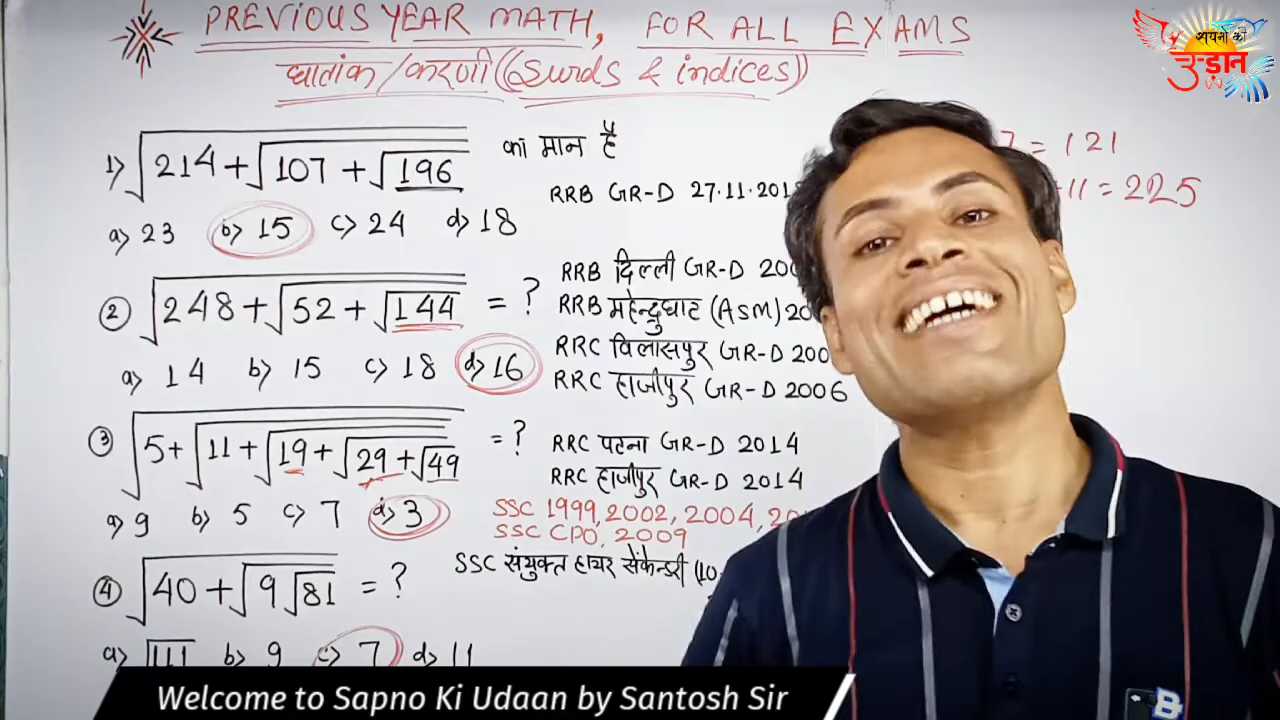 PREVIOUS YEAR MATH, FOR ALL EXAMS
घातांक/करणी (Surds & indices)
सपनों की
उड़ान
1) √214+√107+√196 का मान है
7 = 121
+11 = 225
RRB GR-D 27.11.201
a) 23 b) 15 c) 24 d) 18
RRB दिल्ली GR-D 200
② √248+√52+√144 = ?
RRB महेन्द्रुघाट (ASM) 20
RRC विलासपुर GR-D 200
a) 14 b) 15 c) 18 d) 16
RRC हाजीपुर GR-D 2006
③ √5+√11+√19+√29+√49 = ?
RRC पटना GR-D 2014
RRC हाजीपुर GR-D 2014
a) 9 b) 5 c) 7 d) 3
SSC 1999, 2002, 2004, 20
SSC CPO, 2009
④ √40+√9√81 = ?
SSC संयुक्त हायर सेकेन्डरी (10
a) √111 b) 9 c) 7 d) 11
Welcome to Sapno Ki Udaan by Santosh Sir